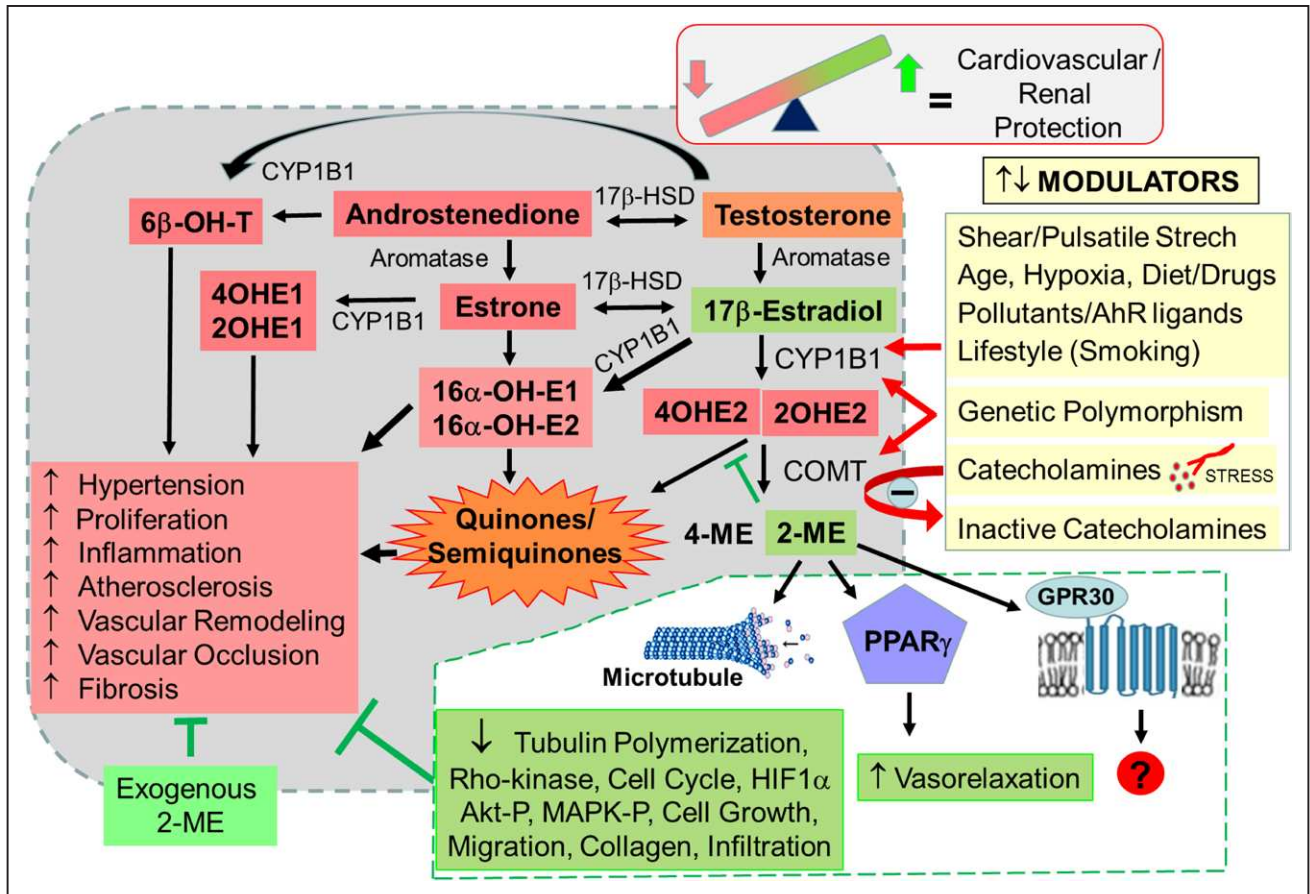 Cardiovascular /
Renal
Protection
=
↑↓ MODULATORS
CYP1B1
6β-OH-T
Androstenedione
17β-HSD
Testosterone
Aromatase
Aromatase
4OHE1
2OHE1
CYP1B1
Estrone
17β-HSD
17β-Estradiol
CYP1B1
CYP1B1
16α-OH-E1
16α-OH-E2
4OHE2
2OHE2
COMT
Shear/Pulsatile Strech
Age, Hypoxia, Diet/Drugs
Pollutants/AhR ligands
Lifestyle (Smoking)
Genetic Polymorphism
Catecholamines
STRESS
−
Inactive Catecholamines
↑ Hypertension
↑ Proliferation
↑ Inflammation
↑ Atherosclerosis
↑ Vascular Remodeling
↑ Vascular Occlusion
↑ Fibrosis
Quinones/
Semiquinones
4-ME
2-ME
Microtubule
PPARγ
GPR30
Exogenous
2-ME
↓ Tubulin Polymerization,
Rho-kinase, Cell Cycle, HIF1α
Akt-P, MAPK-P, Cell Growth,
Migration, Collagen, Infiltration
↑ Vasorelaxation
?